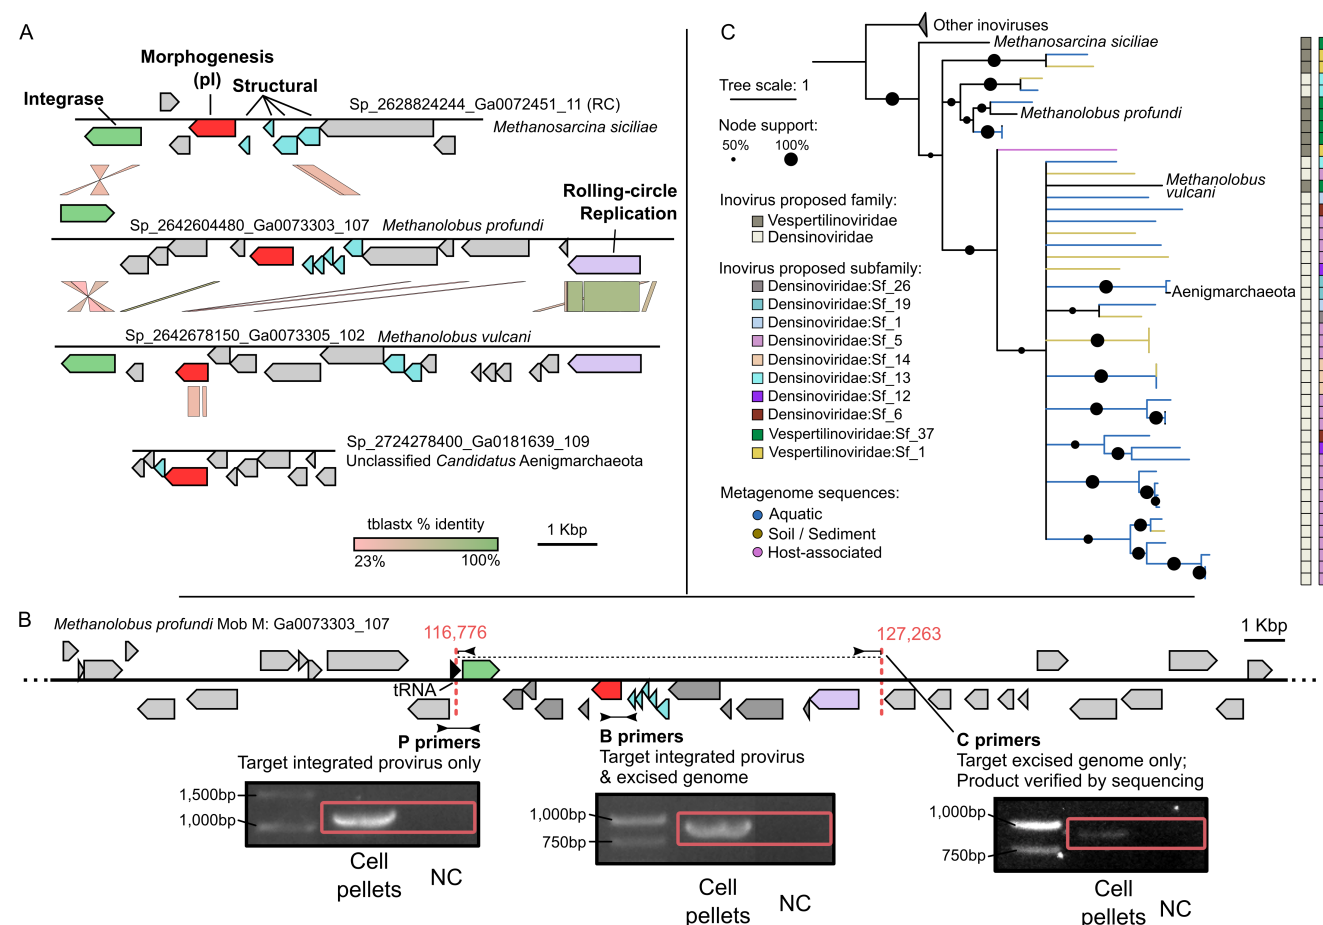 A
Morphogenesis
(pI)
Structural
Integrase
Sp_2628824244_Ga0072451_11 (RC)
Methanosarcina siciliae
Rolling-circle
Replication
Sp_2642604480_Ga0073303_107
Methanolobus profundi
Sp_2642678150_Ga0073305_102
Methanolobus vulcani
Sp_2724278400_Ga0181639_109
Unclassified Candidatus Aenigmarchaeota
tblastx % identity
23%
100%
1 Kbp
C
Other inoviruses
Methanosarcina siciliae
Tree scale: 1
Methanolobus profundi
Node support:
50%
100%
Methanolobus
vulcani
Inovirus proposed family:
Vespertilinoviridae
Densinoviridae
Inovirus proposed subfamily:
Densinoviridae:Sf_26
Densinoviridae:Sf_19
Densinoviridae:Sf_1
Densinoviridae:Sf_5
Densinoviridae:Sf_14
Densinoviridae:Sf_13
Densinoviridae:Sf_12
Densinoviridae:Sf_6
Vespertilinoviridae:Sf_37
Vespertilinoviridae:Sf_1
Aenigmarchaeota
Metagenome sequences:
Aquatic
Soil / Sediment
Host-associated
B
Methanolobus profundi Mob M: Ga0073303_107
116,776
127,263
1 Kbp
tRNA
P primers
Target integrated provirus only
1,500bp
1,000bp
Cell
pellets
NC
B primers
Target integrated provirus
& excised genome
1,000bp
750bp
Cell
pellets
NC
C primers
Target excised genome only;
Product verified by sequencing
1,000bp
750bp
Cell
pellets
NC